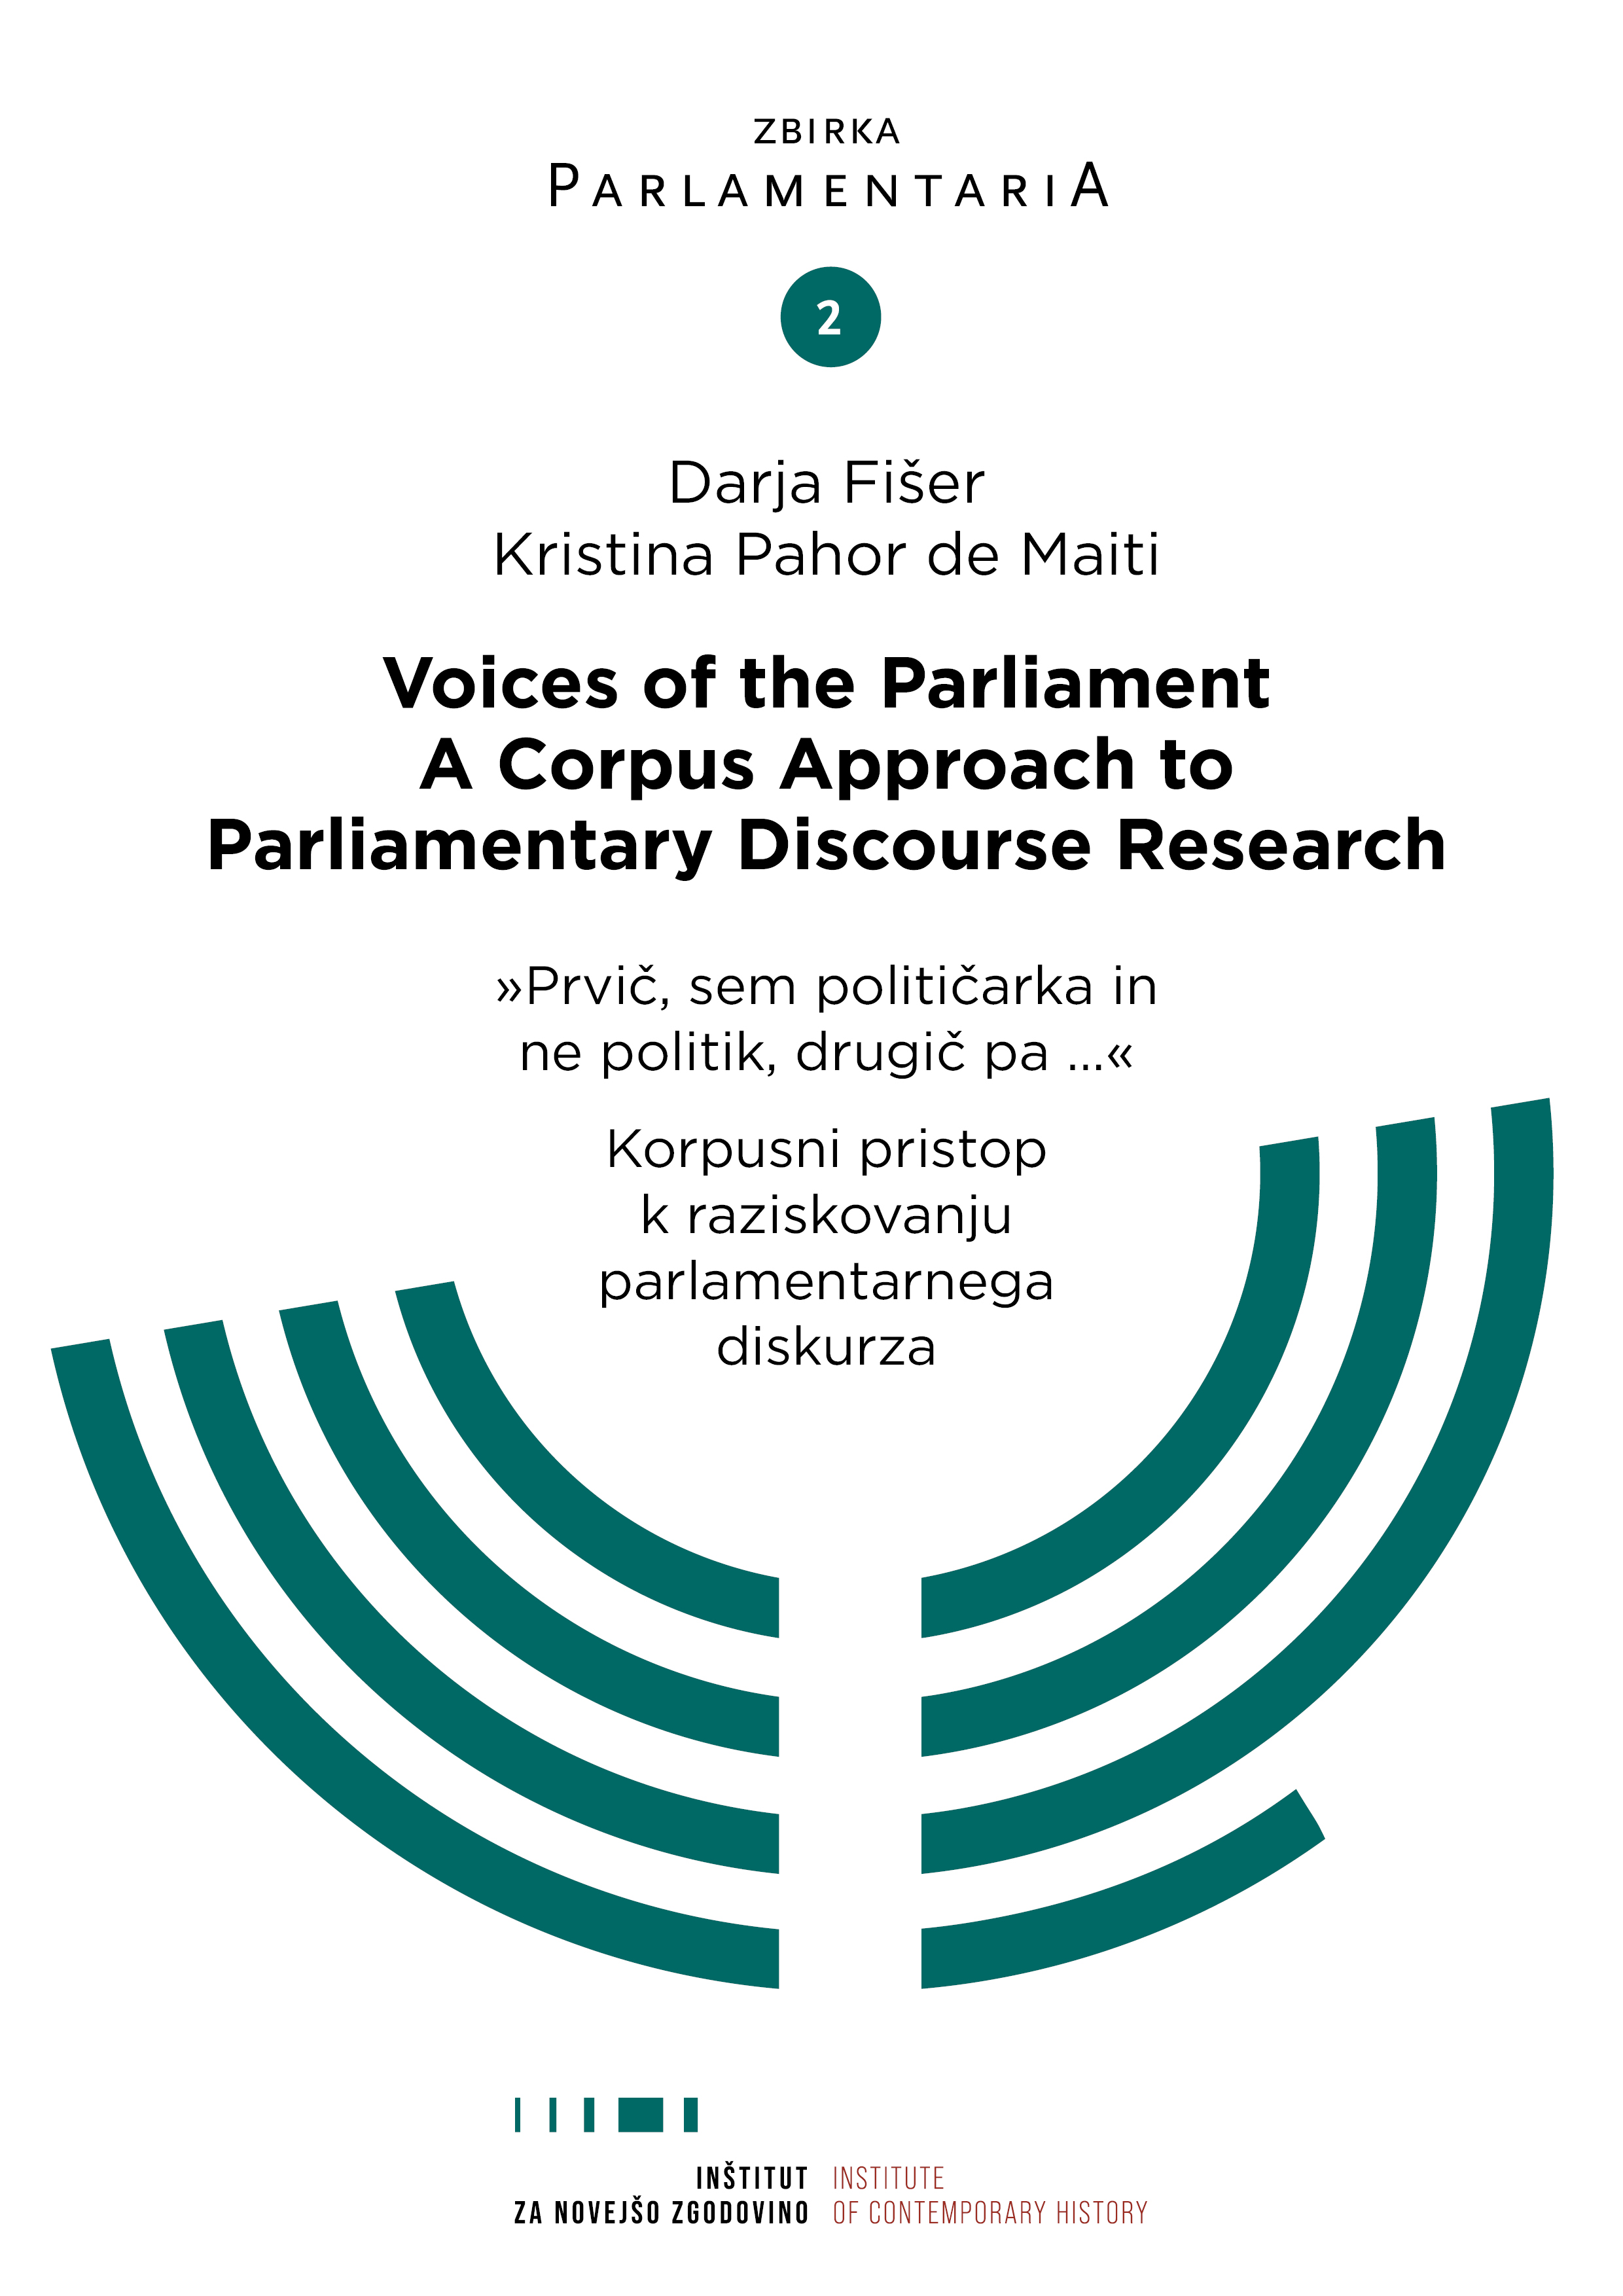 ZBIRKA
PARLAMENTARIA
2
Darja Fišer
Kristina Pahor de Maiti
Voices of the Parliament
A Corpus Approach to
Parliamentary Discourse Research
»Prvič, sem političarka in
ne politik, drugič pa ...«
Korpusni pristop
k raziskovanju
parlamentarnega
diskurza
INŠTITUT
ZA NOVEJŠO ZGODOVINO
INSTITUTE
OF CONTEMPORARY HISTORY